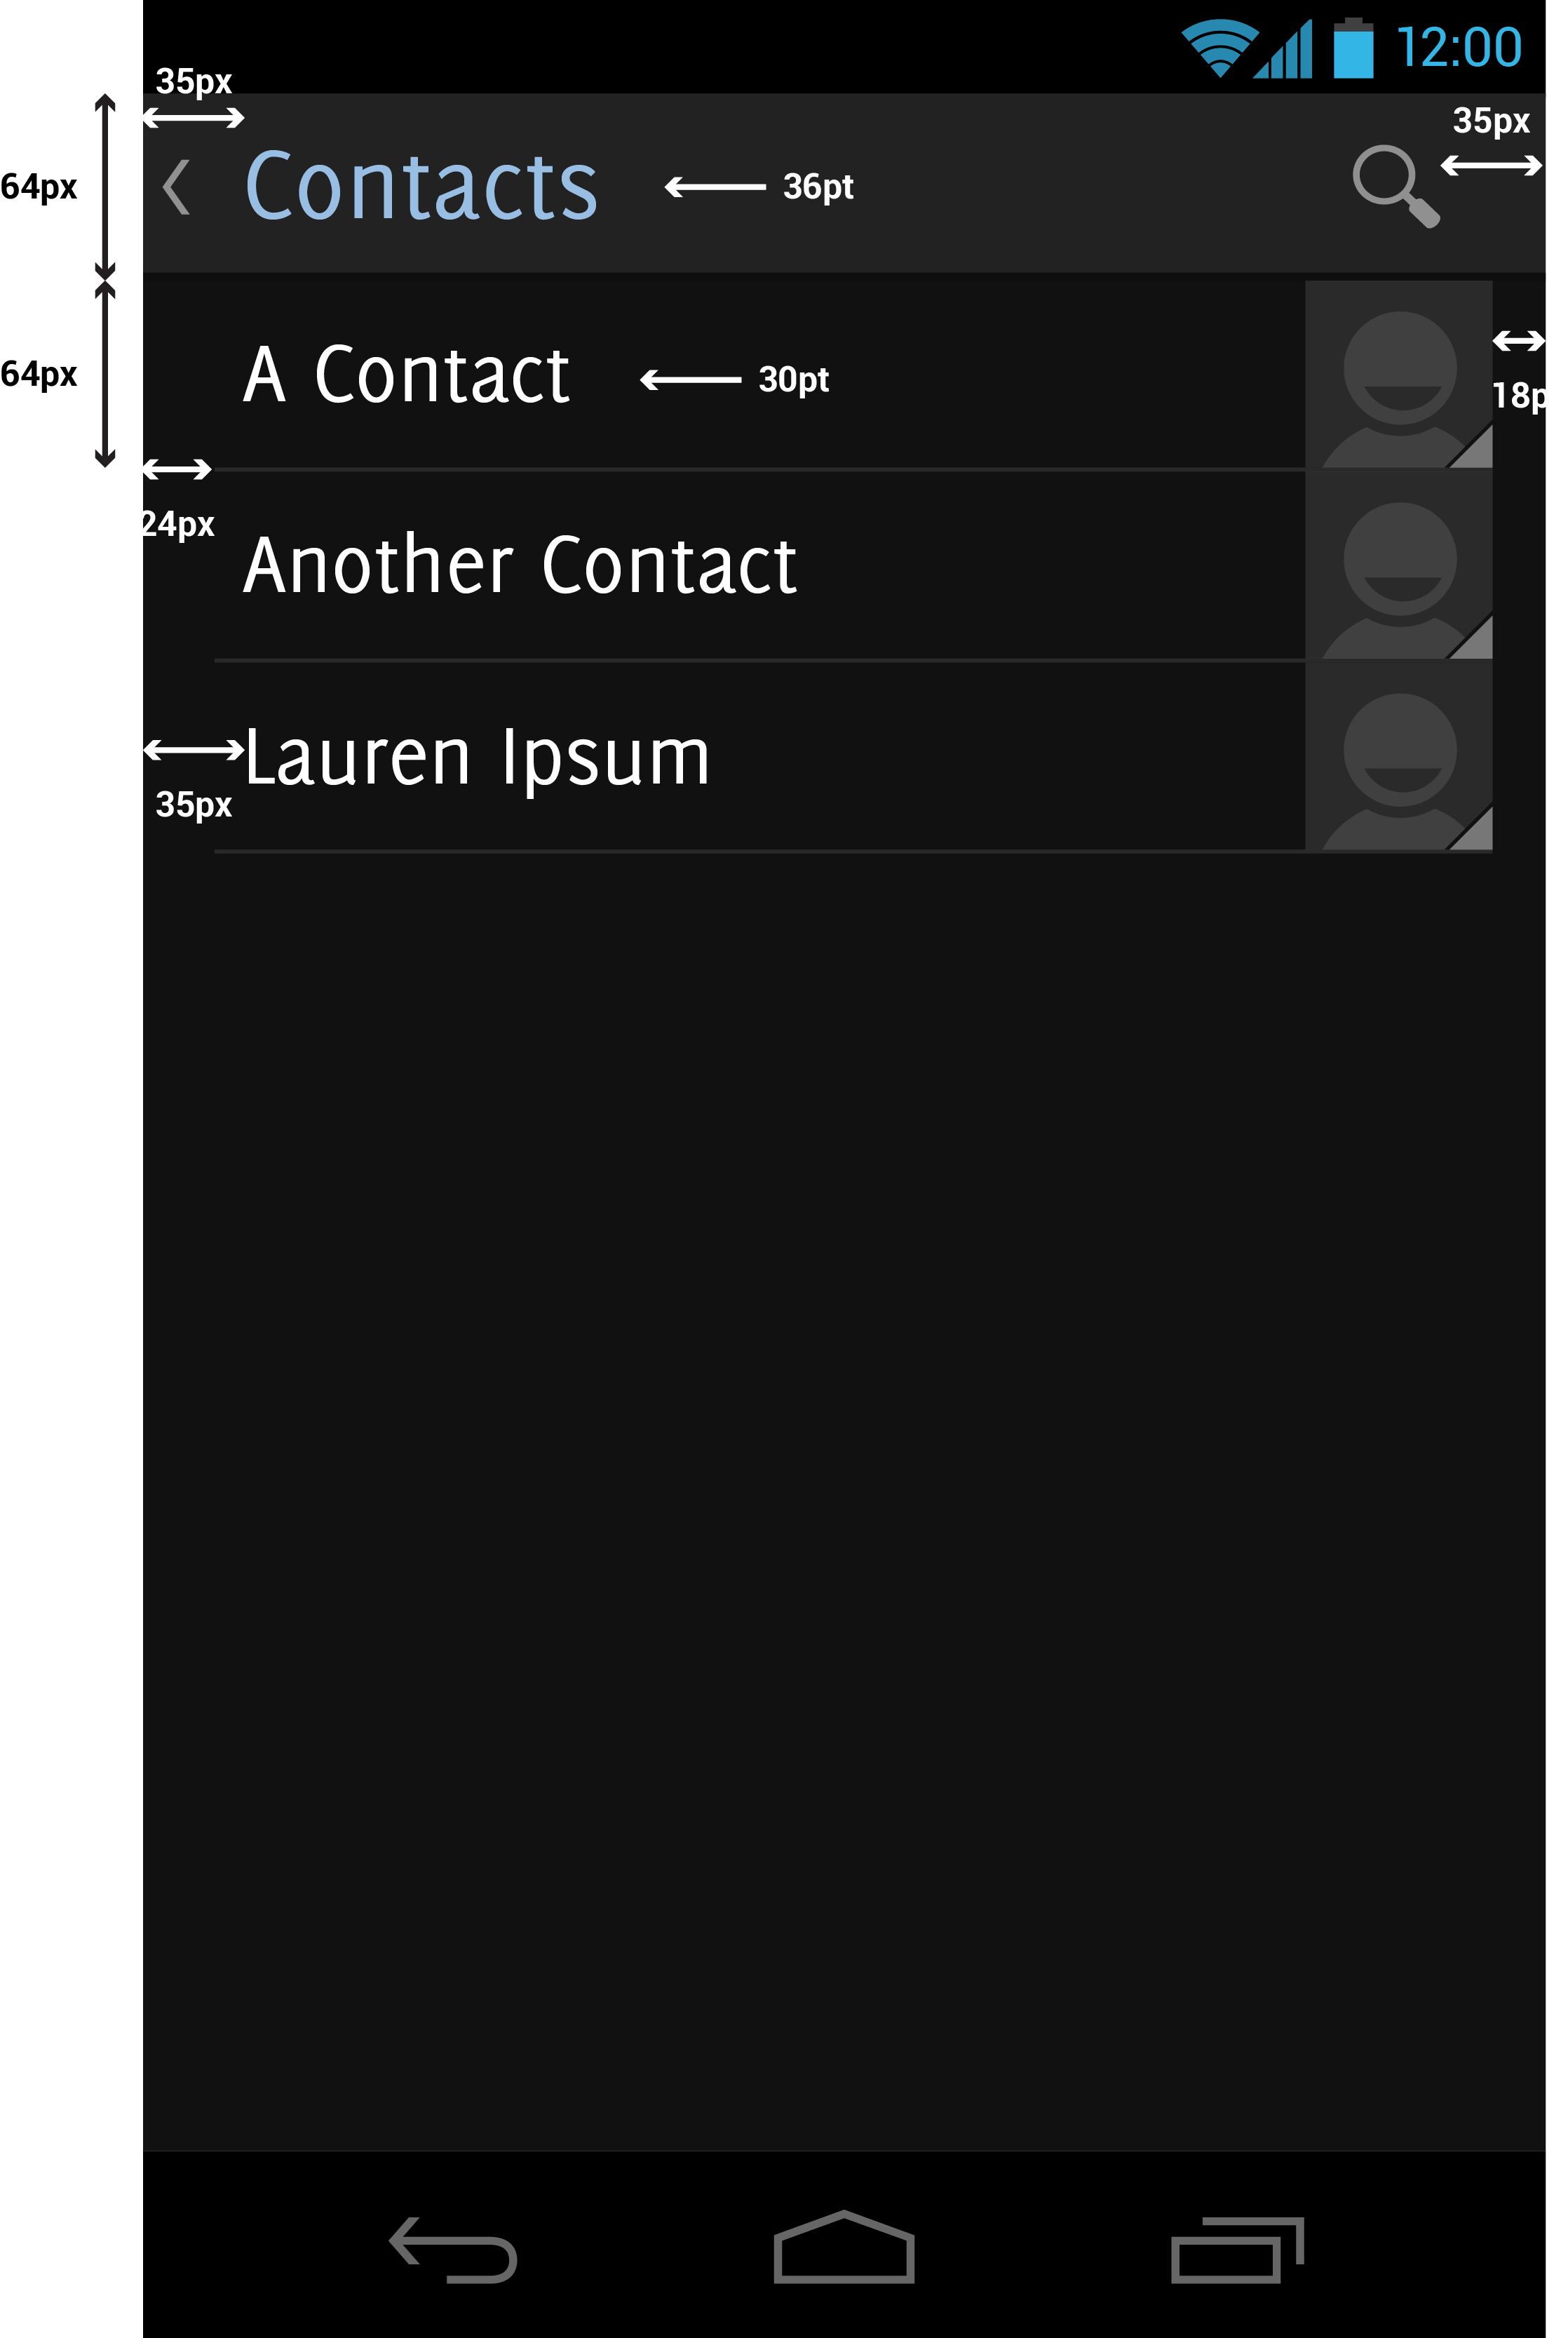 12:00
35px
35px
64px
Contacts
36pt
64px
A Contact
30pt
18p
24px
Another Contact
Lauren Ipsum
35px